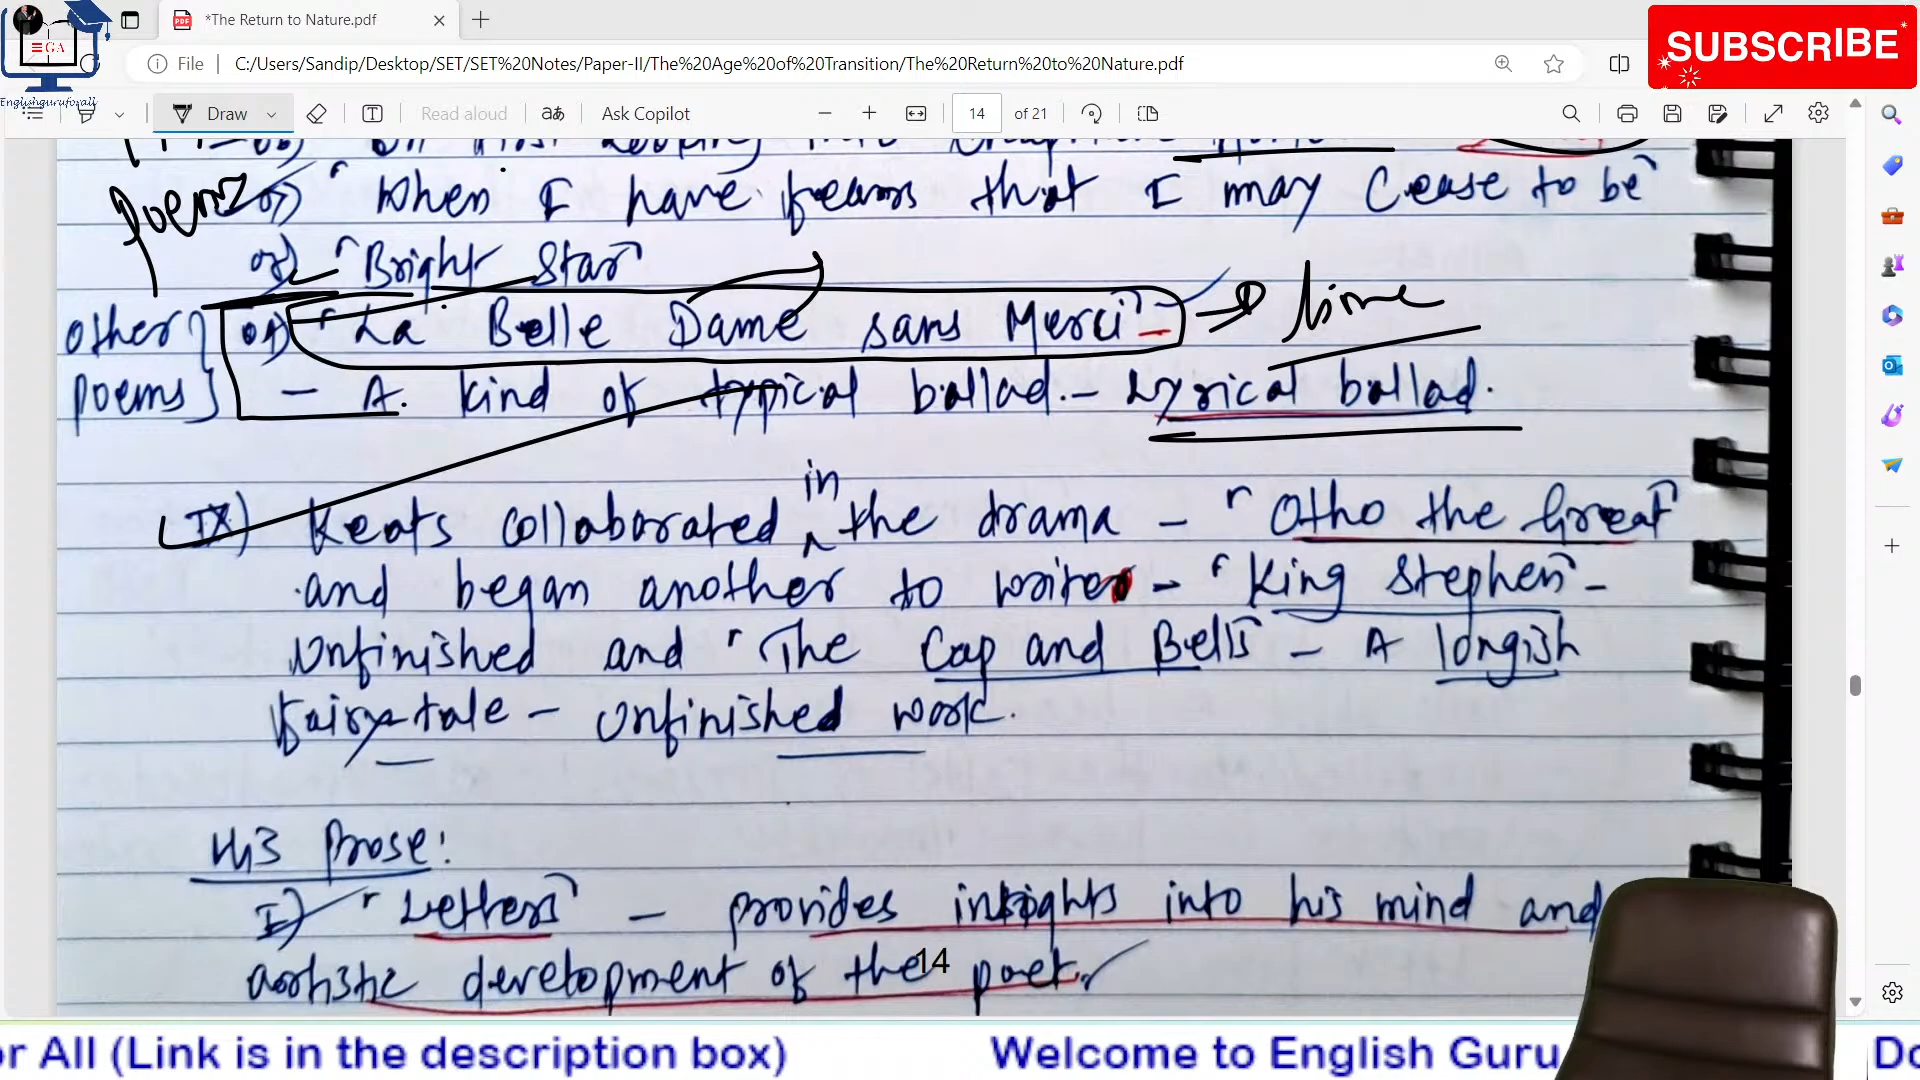 *The Return to Nature.pdf
SUBSCRIBE
GA
File C:/Users/Sandip/Desktop/SET/SET%20Notes/Paper-II/The%20Age%20of%20Transition/The%20Return%20to%20Nature.pdf
Englishguruforall
Draw Read aloud Ask Copilot 14 of 21
Poems "When I have fears that I may Cease to be"
"Bright Star"
other "La Belle Dame sans Merci"
poems - A kind of typical ballad. - Lyrical ballad.
IX) Keats collaborated in the drama - "Otho the Great"
and began another to write - "King Stephen" -
Unfinished and "The Cap and Bells" - A longish
fairy-tale - unfinished work.
His Prose:
I) "Letters" - provides insights into his mind and
artistic development of the poet.
14
or All (Link is in the description box) Welcome to English Guru